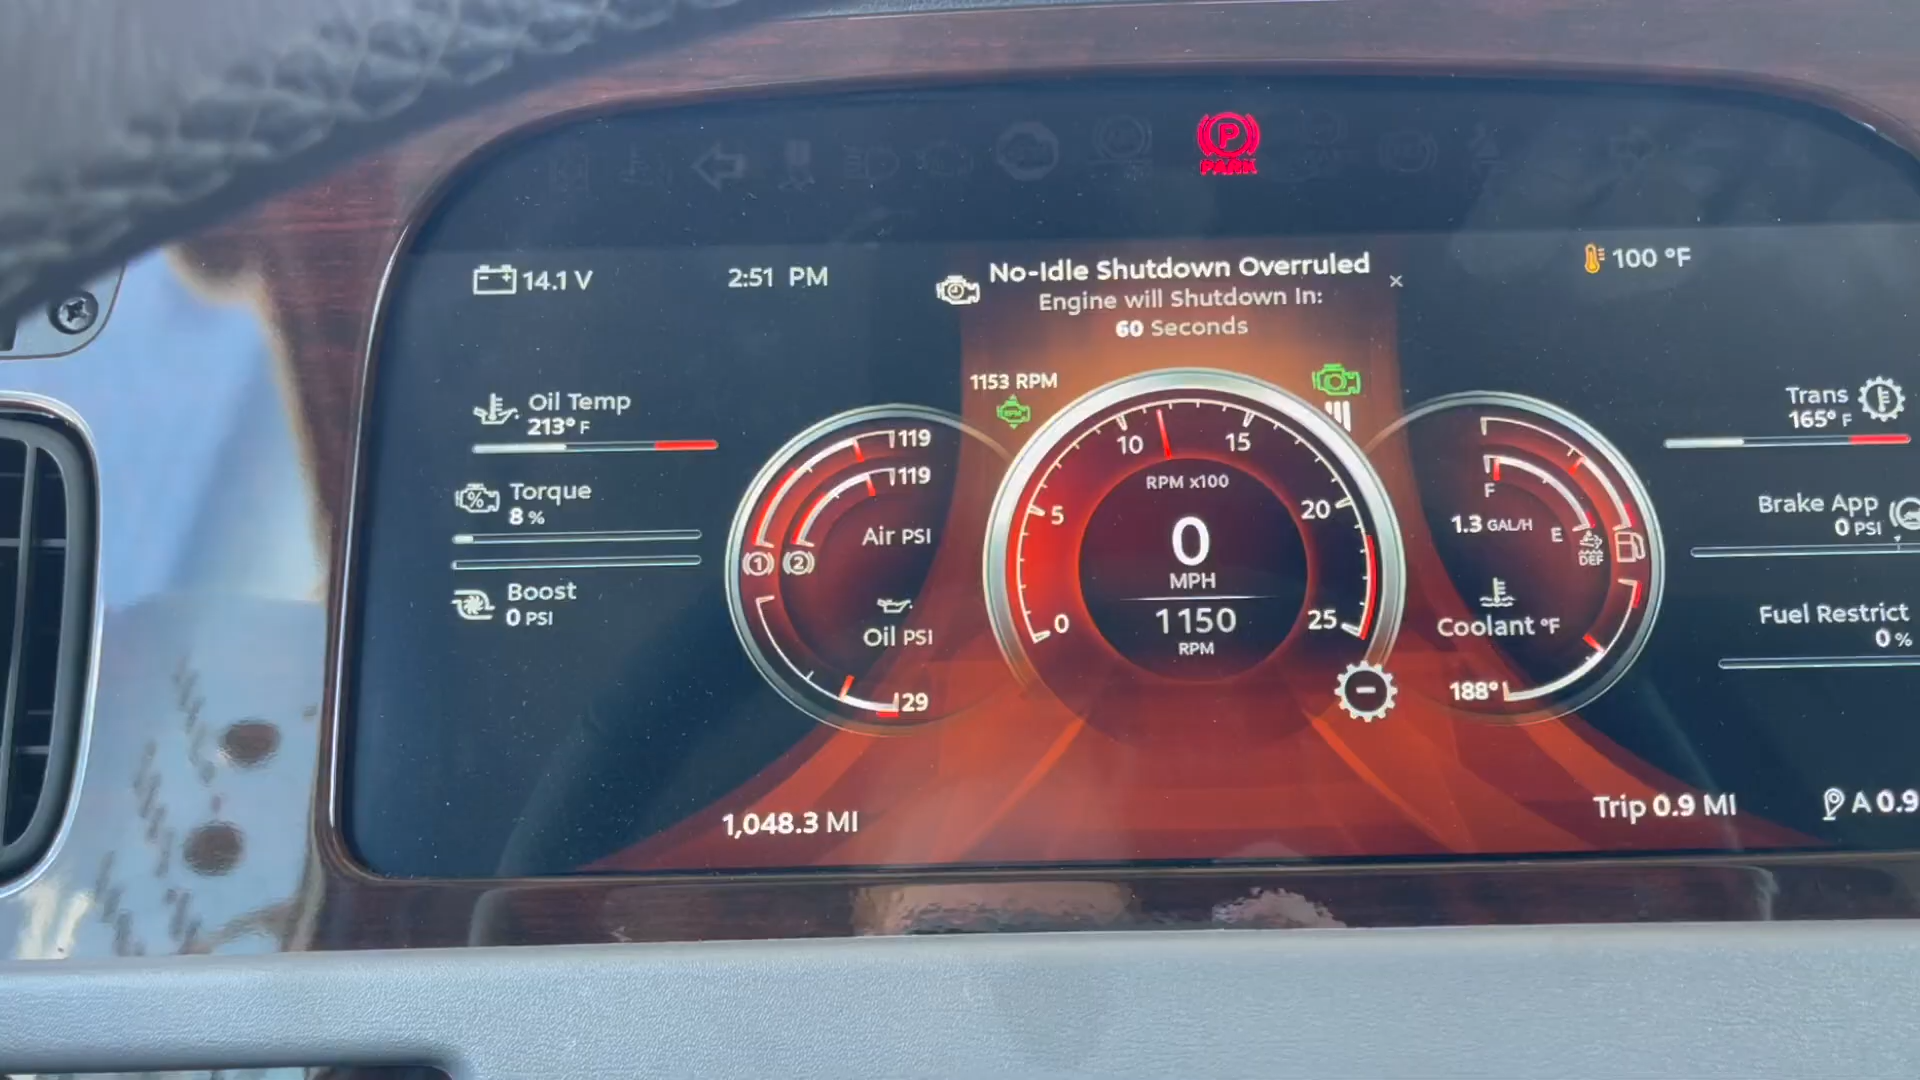 PARK
14.1 V
2:51 PM
No-Idle Shutdown Overruled
×
Engine will Shutdown In:
60 Seconds
100 °F
1153 RPM
RPM
Oil Temp
213° F
Torque
8 %
Boost
0 PSI
119
119
Air PSI
1
2
Oil PSI
29
0
5
10
15
20
25
RPM x100
0
MPH
1150
RPM
F
1.3 GAL/H
E
DEF
Coolant °F
188°
Trans
165° F
Brake App
0 PSI
Fuel Restrict
0 %
1,048.3 MI
Trip 0.9 MI
A 0.9